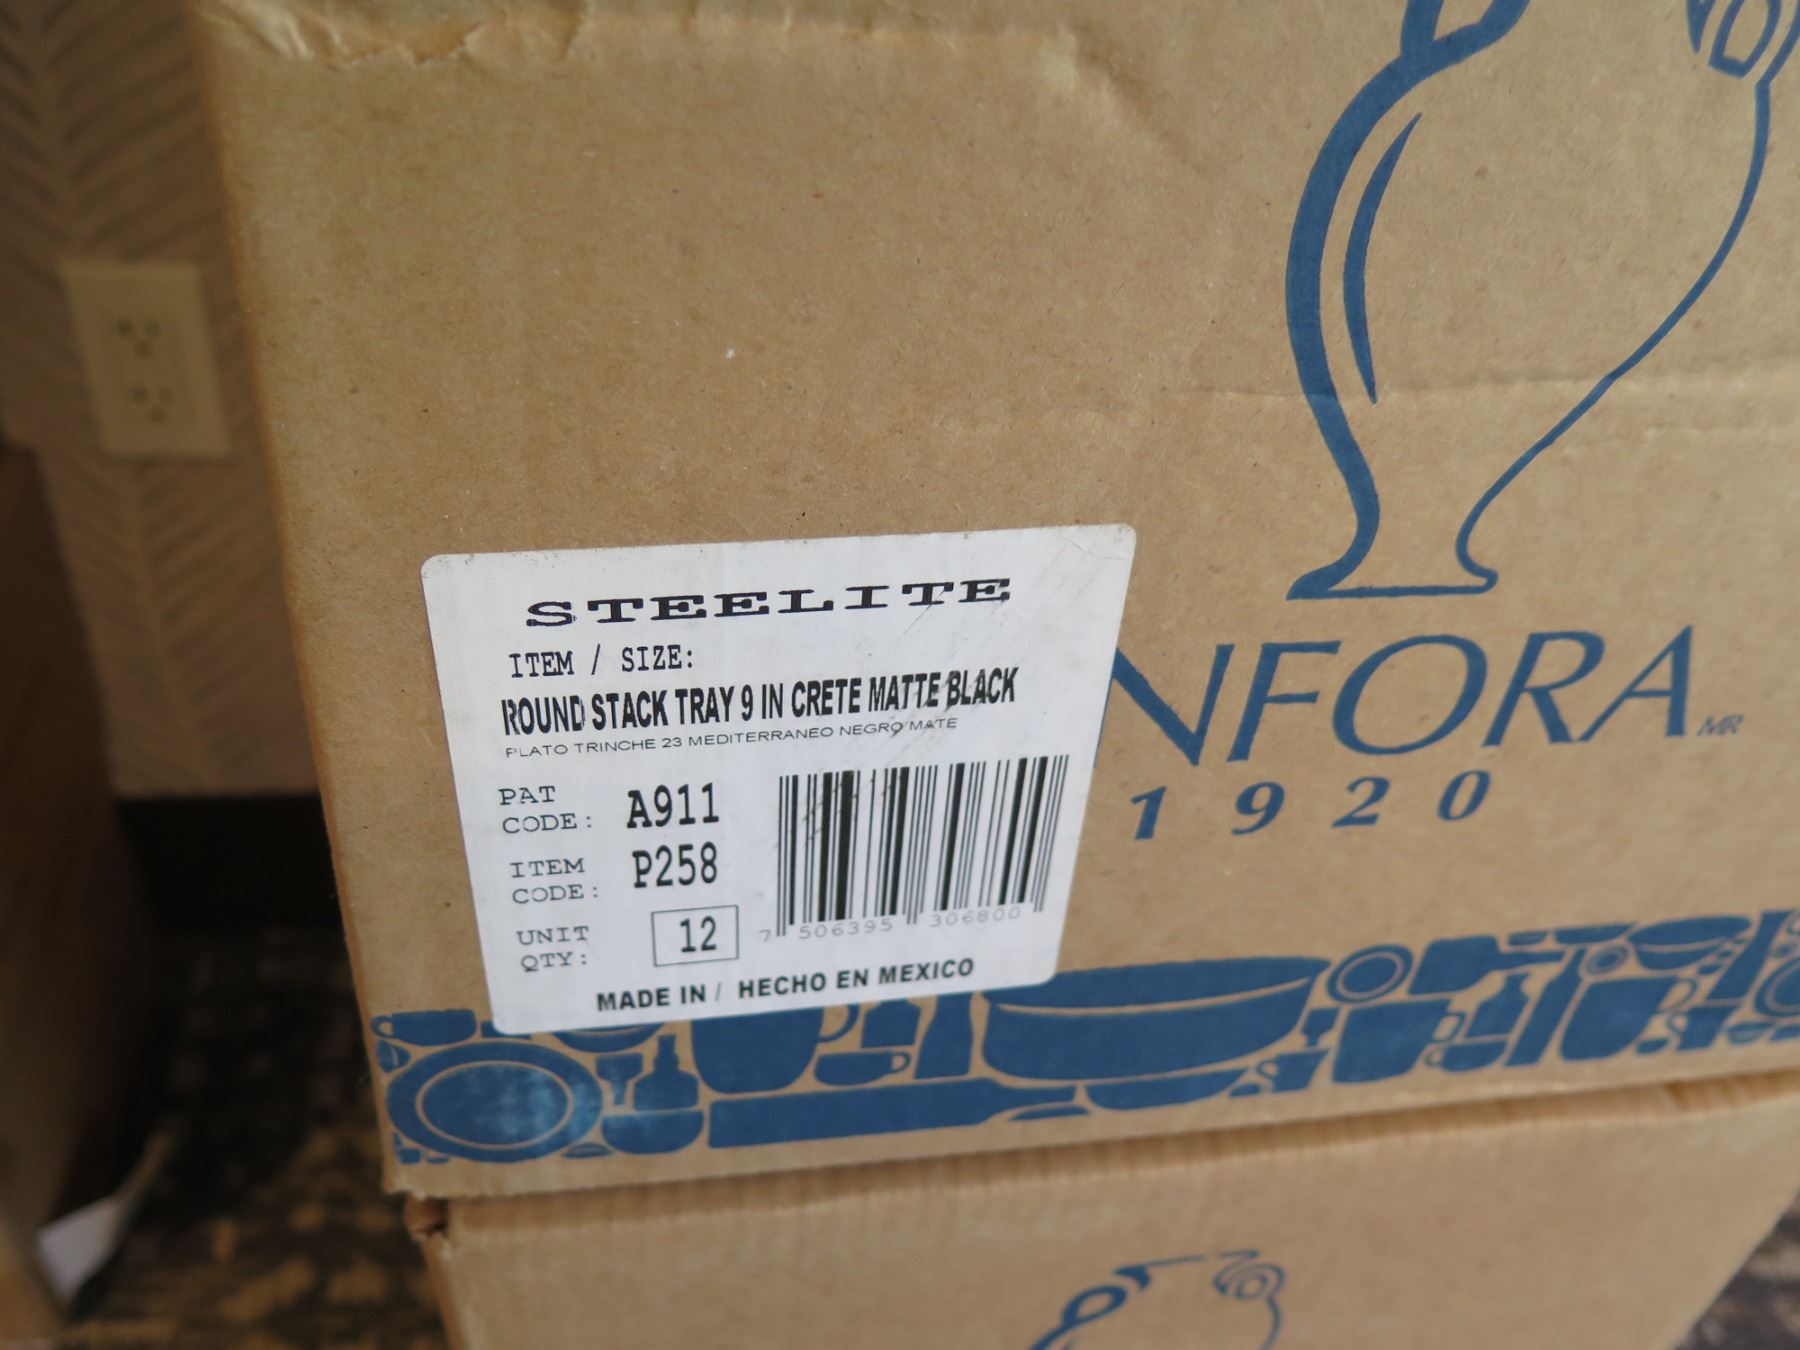 STEELITE
ITEM / SIZE:
ROUND STACK TRAY 9 IN CRETE MATTE BLACK
PLATO TRINCHE 23 MEDITERRANEO NEGRO MATE
PAT CODE: A911
ITEM CODE: P258
UNIT QTY: 12
7 506395 306800
MADE IN / HECHO EN MEXICO
NFORA MR
1920